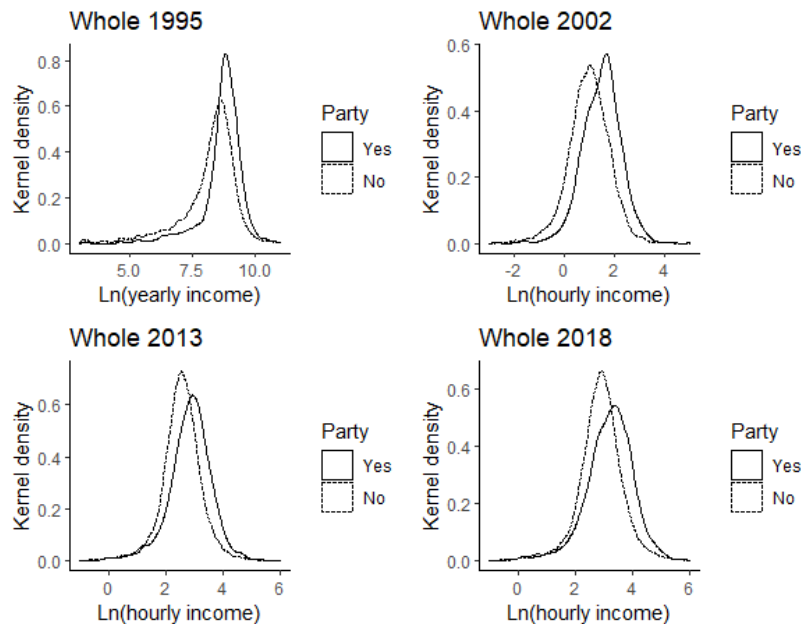 Whole 1995
Kernel density
0.8
0.6
0.4
0.2
0.0
5.0 7.5 10.0
Ln(yearly income)
Party
Yes
No
Whole 2002
Kernel density
0.6
0.4
0.2
0.0
-2 0 2 4
Ln(hourly income)
Party
Yes
No
Whole 2013
Kernel density
0.6
0.4
0.2
0.0
0 2 4 6
Ln(hourly income)
Party
Yes
No
Whole 2018
Kernel density
0.6
0.4
0.2
0.0
0 2 4 6
Ln(hourly income)
Party
Yes
No